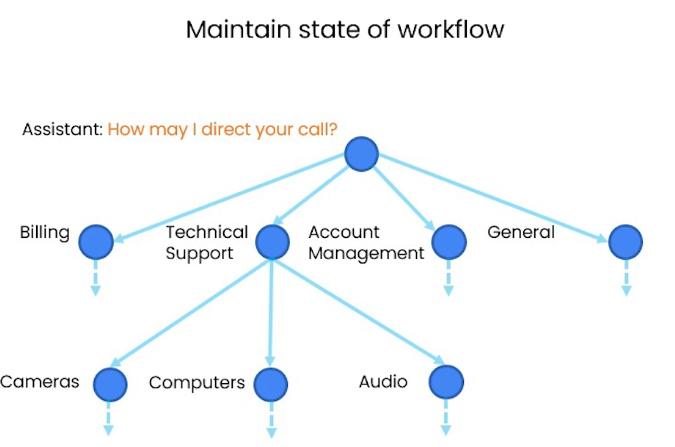 Maintain state of workflow
Assistant: How may I direct your call?
Billing
Technical
Support
Account
Management
General
Cameras
Computers
Audio